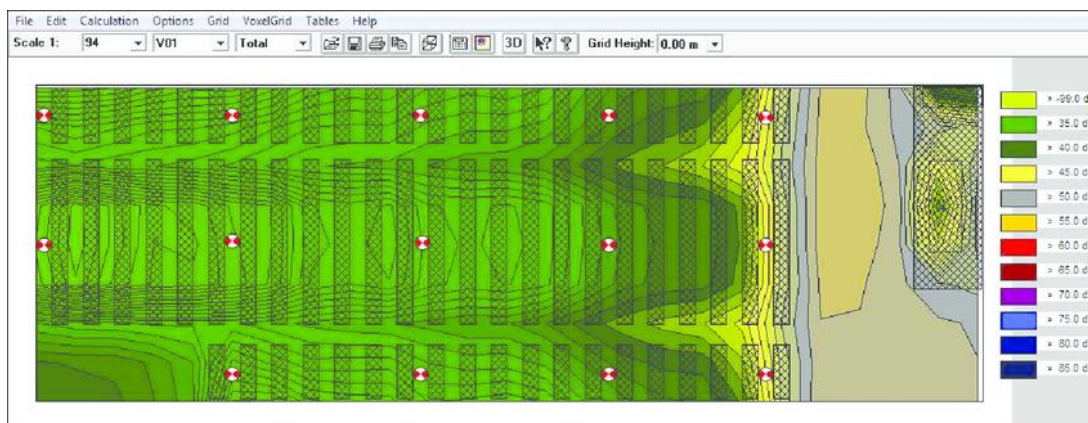 File Edit Calculation Options Grid VoxelGrid Tables Help
Scale 1: 94 V01 Total 3D Grid Height: 0.00 m
> -99.0 d
> 35.0 d
> 40.0 d
> 45.0 d
> 50.0 d
> 55.0 d
> 60.0 d
> 65.0 d
> 70.0 d
> 75.0 d
> 80.0 d
> 85.0 d